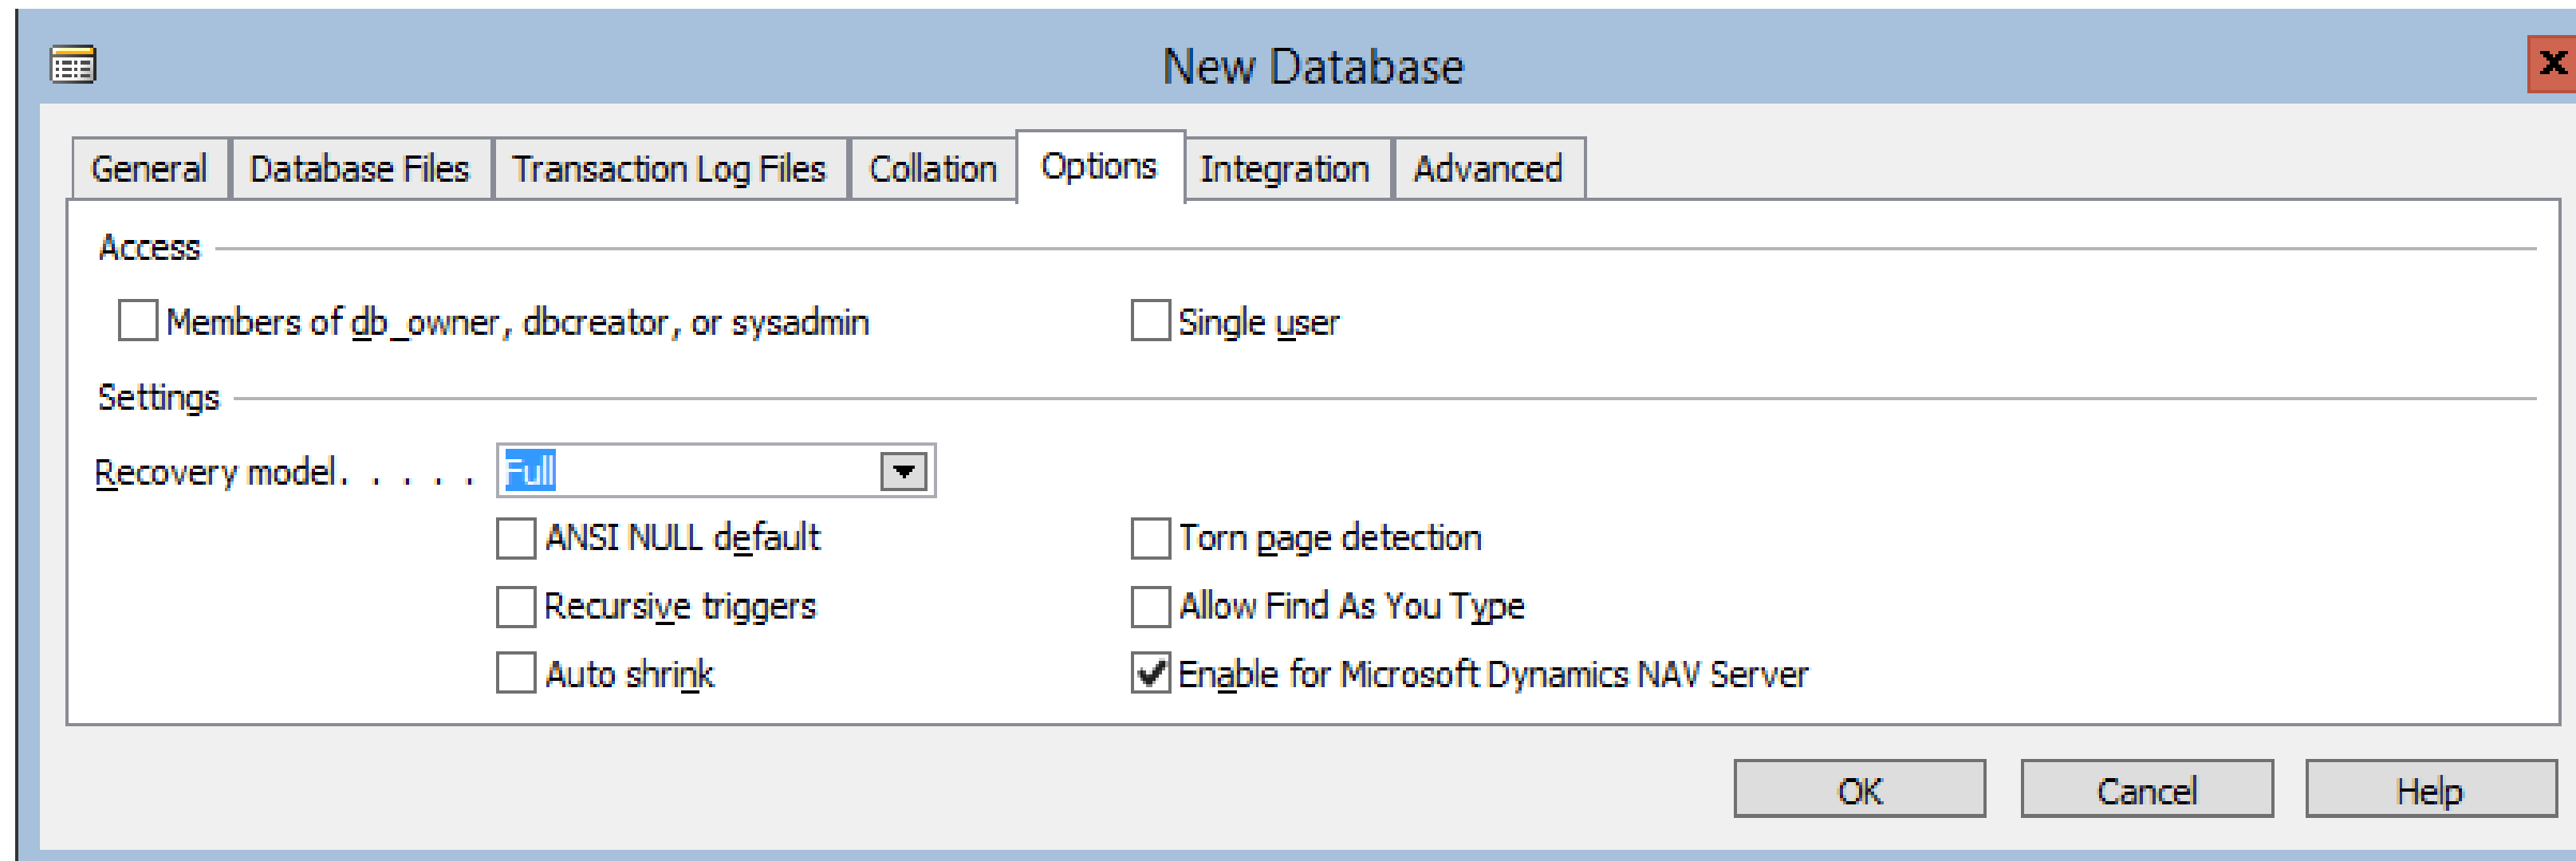 New Database
General Database Files Transaction Log Files Collation Options Integration Advanced
Access
Members of db_owner, dbcreator, or sysadmin Single user
Settings
Recovery model. . . . . Full
ANSI NULL default Torn page detection
Recursive triggers Allow Find As You Type
Auto shrink Enable for Microsoft Dynamics NAV Server
OK Cancel Help